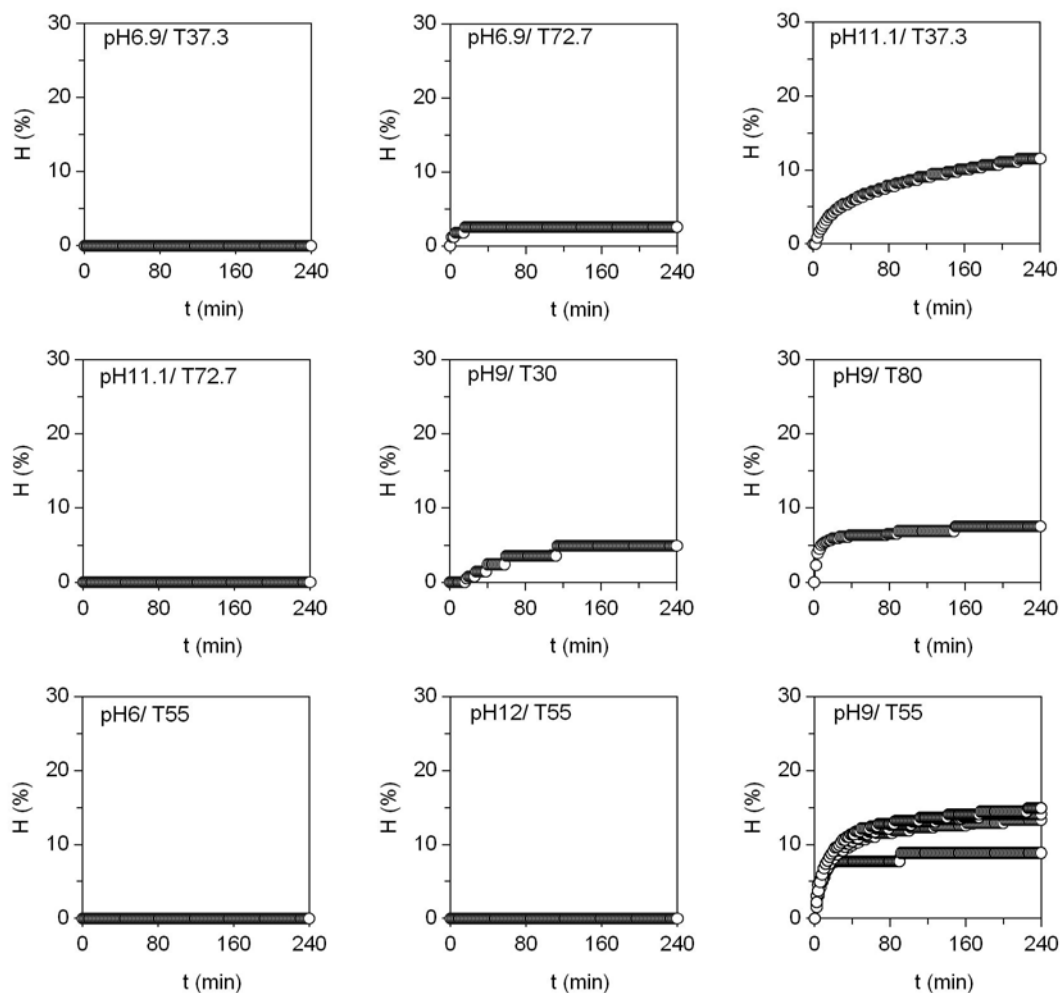 pH6.9/ T37.3
30
20
10
0
H (%)
0 80 160 240
t (min)
pH6.9/ T72.7
30
20
10
0
H (%)
0 80 160 240
t (min)
pH11.1/ T37.3
30
20
10
0
H (%)
0 80 160 240
t (min)
pH11.1/ T72.7
30
20
10
0
H (%)
0 80 160 240
t (min)
pH9/ T30
30
20
10
0
H (%)
0 80 160 240
t (min)
pH9/ T80
30
20
10
0
H (%)
0 80 160 240
t (min)
pH6/ T55
30
20
10
0
H (%)
0 80 160 240
t (min)
pH12/ T55
30
20
10
0
H (%)
0 80 160 240
t (min)
pH9/ T55
30
20
10
0
H (%)
0 80 160 240
t (min)